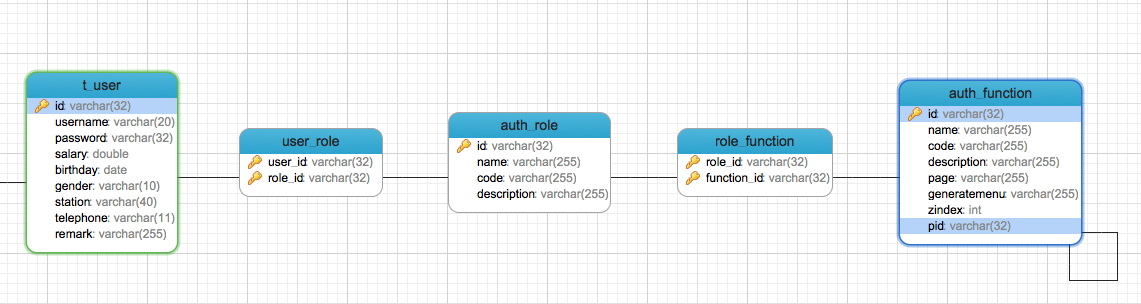 t_user
id: varchar(32)
username: varchar(20)
password: varchar(32)
salary: double
birthday: date
gender: varchar(10)
station: varchar(40)
telephone: varchar(11)
remark: varchar(255)
user_role
user_id: varchar(32)
role_id: varchar(32)
auth_role
id: varchar(32)
name: varchar(255)
code: varchar(255)
description: varchar(255)
role_function
role_id: varchar(32)
function_id: varchar(32)
auth_function
id: varchar(32)
name: varchar(255)
code: varchar(255)
description: varchar(255)
page: varchar(255)
generatemenu: varchar(255)
zindex: int
pid: varchar(32)